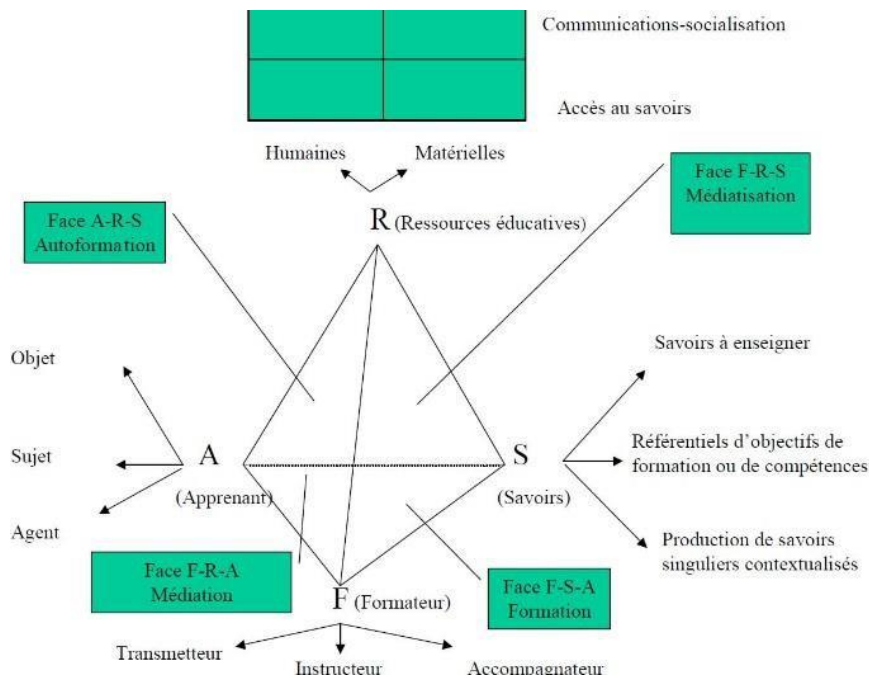 Communications-socialisation
Accès au savoirs
Humaines
Matérielles
Face F-R-S
Médiatisation
Face A-R-S
Autoformation
R (Ressources éducatives)
Savoirs à enseigner
Objet
Référentiels d'objectifs de
formation ou de compétences
Sujet
A
S
(Apprenant)
(Savoirs)
Agent
Production de savoirs
singuliers contextualisés
Face F-R-A
Médiation
F (Formateur)
Face F-S-A
Formation
Transmetteur
Instructeur
Accompagnateur